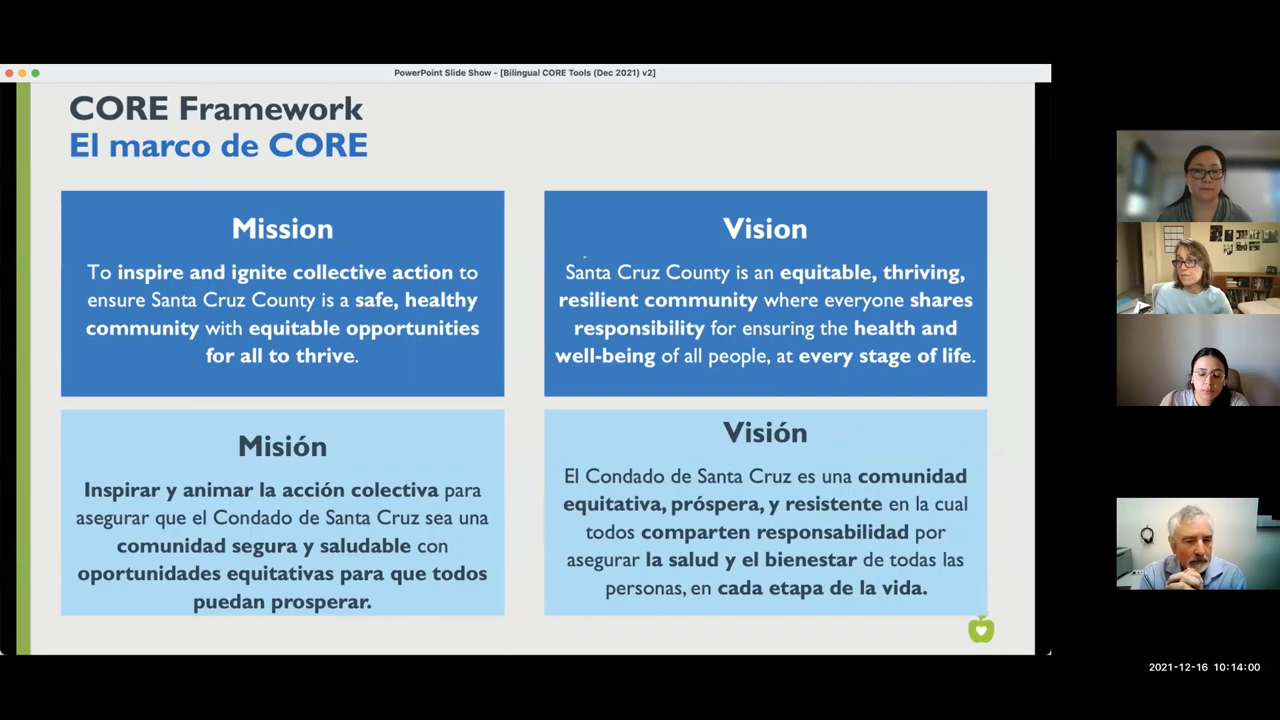 PowerPoint Slide Show - [Bilingual CORE Tools (Dec 2021) v2]
CORE Framework
El marco de CORE
Mission
To inspire and ignite collective action to
ensure Santa Cruz County is a safe, healthy
community with equitable opportunities
for all to thrive.
Vision
Santa Cruz County is an equitable, thriving,
resilient community where everyone shares
responsibility for ensuring the health and
well-being of all people, at every stage of life.
Misión
Inspirar y animar la acción colectiva para
asegurar que el Condado de Santa Cruz sea una
comunidad segura y saludable con
oportunidades equitativas para que todos
puedan prosperar.
Visión
El Condado de Santa Cruz es una comunidad
equitativa, próspera, y resistente en la cual
todos comparten responsabilidad por
asegurar la salud y el bienestar de todas las
personas, en cada etapa de la vida.
2021-12-16 10:14:00